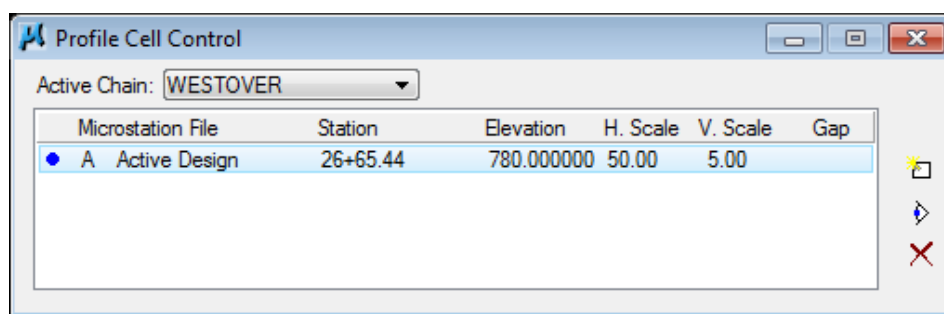 Profile Cell Control
Active Chain: WESTOVER
Microstation File Station Elevation H. Scale V. Scale Gap
A Active Design 26+65.44 780.000000 50.00 5.00